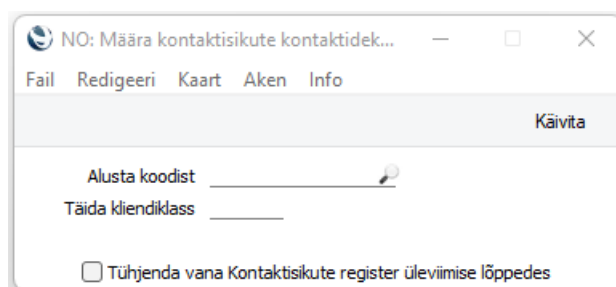 NO: Määra kontaktisikute kontaktidek...
Fail Redigeeri Kaart Aken Info
Käivita
Alusta koodist
Täida kliendiklass
Tühjenda vana Kontaktisikute register üleviimise lõppedes